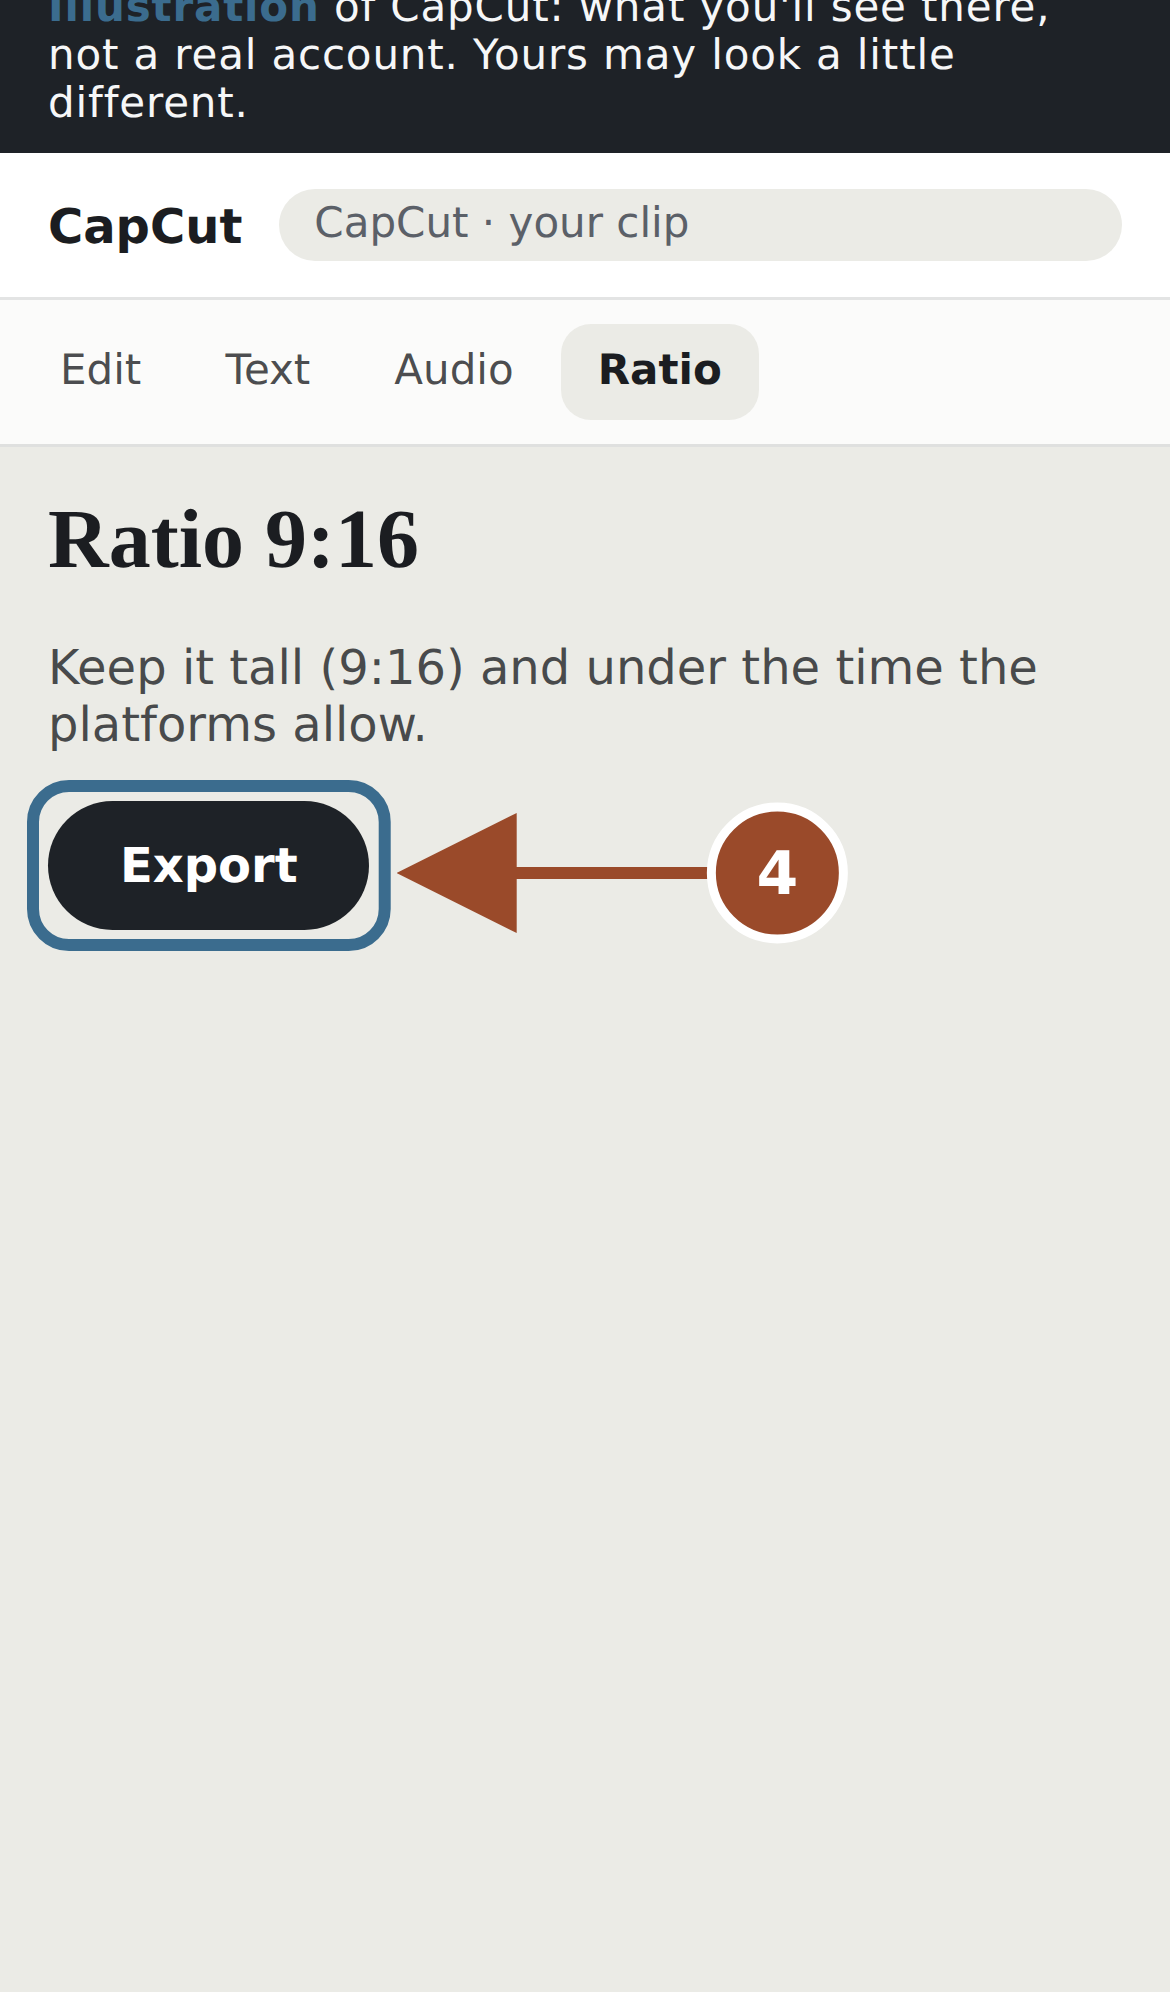 Illustration of CapCut: what you'll see there,
not a real account. Yours may look a little
different.
CapCut
CapCut · your clip
Edit Text Audio Ratio
Ratio 9:16
Keep it tall (9:16) and under the time the
platforms allow.
Export
4